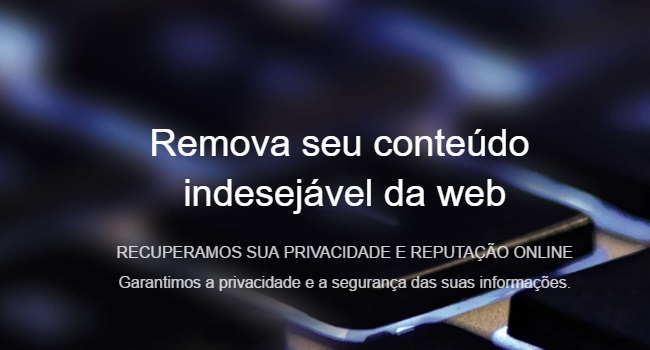 Remova seu conteúdo
indesejável da web
RECUPERAMOS SUA PRIVACIDADE E REPUTAÇÃO ONLINE
Garantimos a privacidade e a segurança das suas informações.